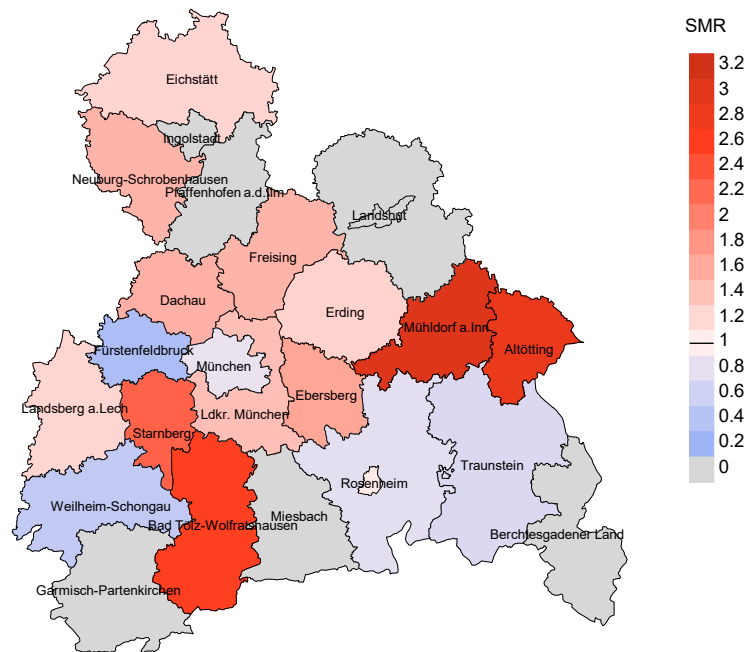 SMR
3.2
3
2.8
2.6
2.4
2.2
2
1.8
1.6
1.4
1.2
1
0.8
0.6
0.4
0.2
0
Eichstätt
Ingolstadt
Neuburg-Schrobenhausen
Pfaffenhofen a.d.Ilm
Landshut
Freising
Dachau
Erding
Mühldorf a.Inn
Altötting
Fürstenfeldbruck
München
Ebersberg
Landsberg a.Lech
Ldkr. München
Starnberg
Traunstein
Rosenheim
Weilheim-Schongau
Miesbach
Bad Tölz-Wolfratshausen
Berchtesgadener Land
Garmisch-Partenkirchen